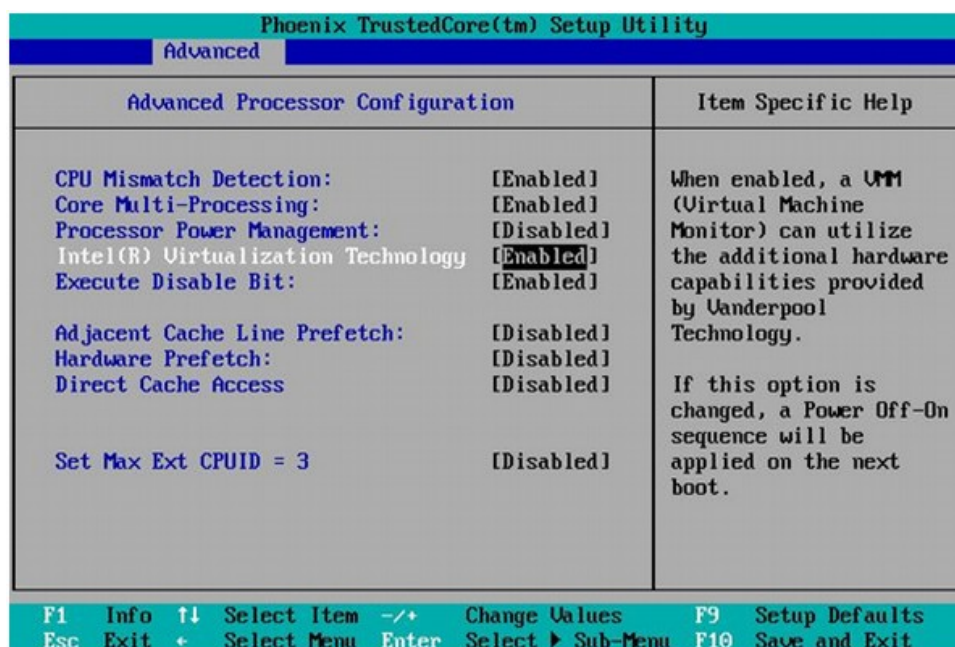 Phoenix TrustedCore(tm) Setup Utility
Advanced
Advanced Processor Configuration
Item Specific Help
CPU Mismatch Detection: [Enabled]
Core Multi-Processing: [Enabled]
Processor Power Management: [Disabled]
Intel(R) Virtualization Technology [Enabled]
Execute Disable Bit: [Enabled]
Adjacent Cache Line Prefetch: [Disabled]
Hardware Prefetch: [Disabled]
Direct Cache Access [Disabled]
Set Max Ext CPUID = 3 [Disabled]
When enabled, a VMM
(Virtual Machine
Monitor) can utilize
the additional hardware
capabilities provided
by Vanderpool
Technology.
If this option is
changed, a Power Off-On
sequence will be
applied on the next
boot.
F1 Info ↑↓ Select Item -/+ Change Values F9 Setup Defaults
Esc Exit ← Select Menu Enter Select ▶ Sub-Menu F10 Save and Exit